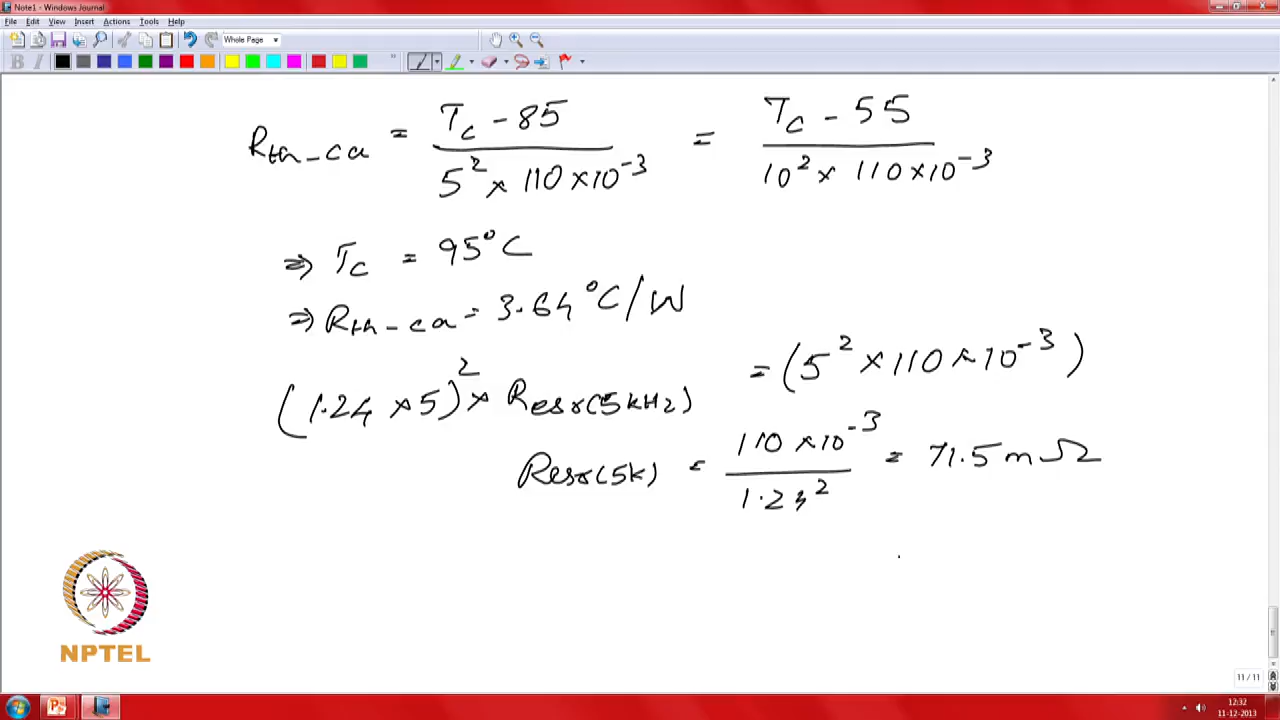 Note1 - Windows Journal
File Edit View Insert Actions Tools Help
Whole Page
B I
Rth-ca = Tc - 85 / 5² × 110 × 10⁻³ = Tc - 55 / 10² × 110 × 10⁻³
⇒ Tc = 95°C
⇒ Rth-ca = 3.64°C/W
(1.24 × 5)² × Resr(5kHz) = (5² × 110 × 10⁻³)
Resr(5k) = 110 × 10⁻³ / 1.24² = 71.5 mΩ
NPTEL
11 / 11
12:32
11-12-2013